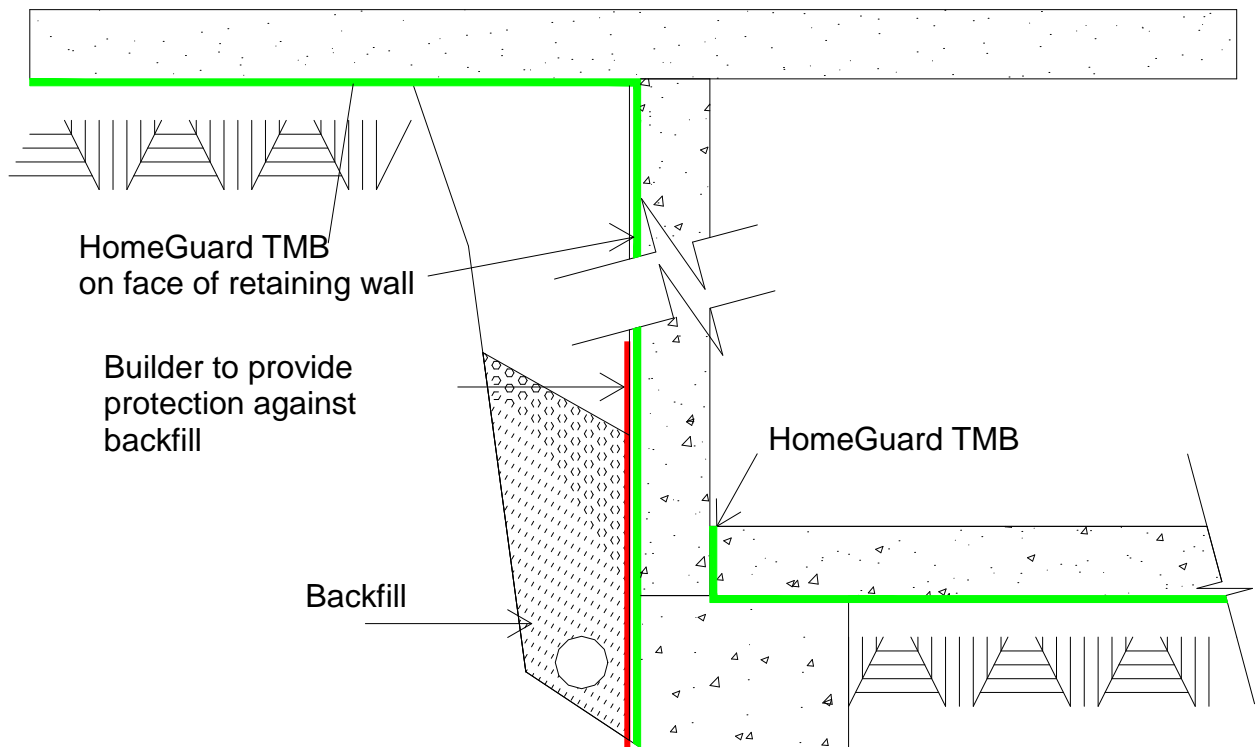 HomeGuard TMB
on face of retaining wall
Builder to provide
protection against
backfill
HomeGuard TMB
Backfill